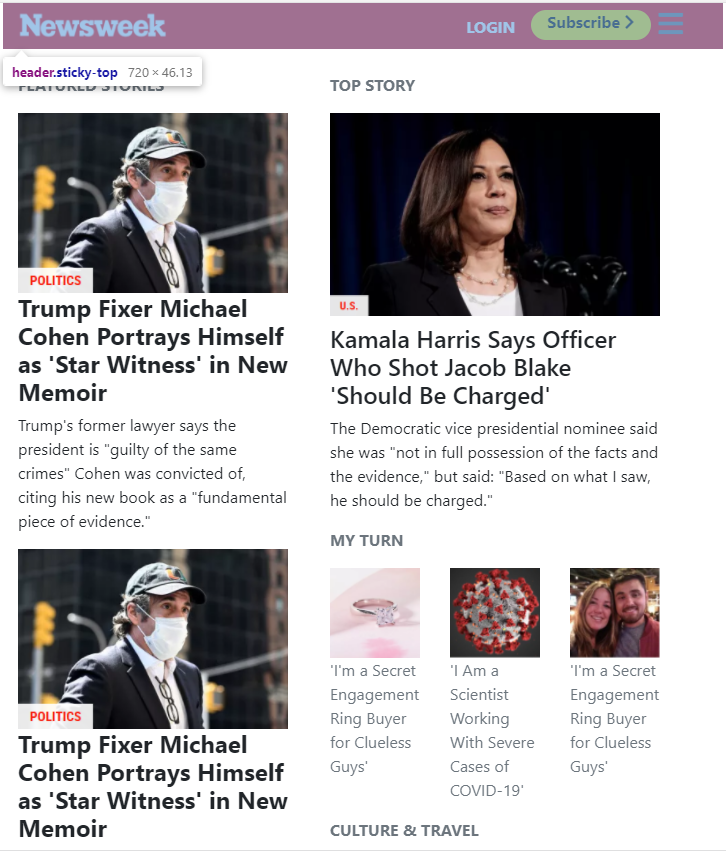 Newsweek
LOGIN
Subscribe
header.sticky-top 720 × 46.13
FEATURED STORIES
POLITICS
Trump Fixer Michael
Cohen Portrays Himself
as 'Star Witness' in New
Memoir
Trump's former lawyer says the
president is "guilty of the same
crimes" Cohen was convicted of,
citing his new book as a "fundamental
piece of evidence."
POLITICS
Trump Fixer Michael
Cohen Portrays Himself
as 'Star Witness' in New
Memoir
TOP STORY
U.S.
Kamala Harris Says Officer
Who Shot Jacob Blake
'Should Be Charged'
The Democratic vice presidential nominee said
she was "not in full possession of the facts and
the evidence," but said: "Based on what I saw,
he should be charged."
MY TURN
'I'm a Secret
Engagement
Ring Buyer
for Clueless
Guys'
'I Am a
Scientist
Working
With Severe
Cases of
COVID-19'
'I'm a Secret
Engagement
Ring Buyer
for Clueless
Guys'
CULTURE & TRAVEL